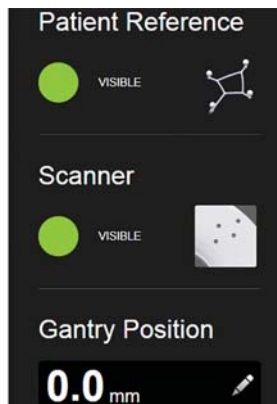 Patient Reference
VISIBLE
Scanner
VISIBLE
Gantry Position
0.0 mm